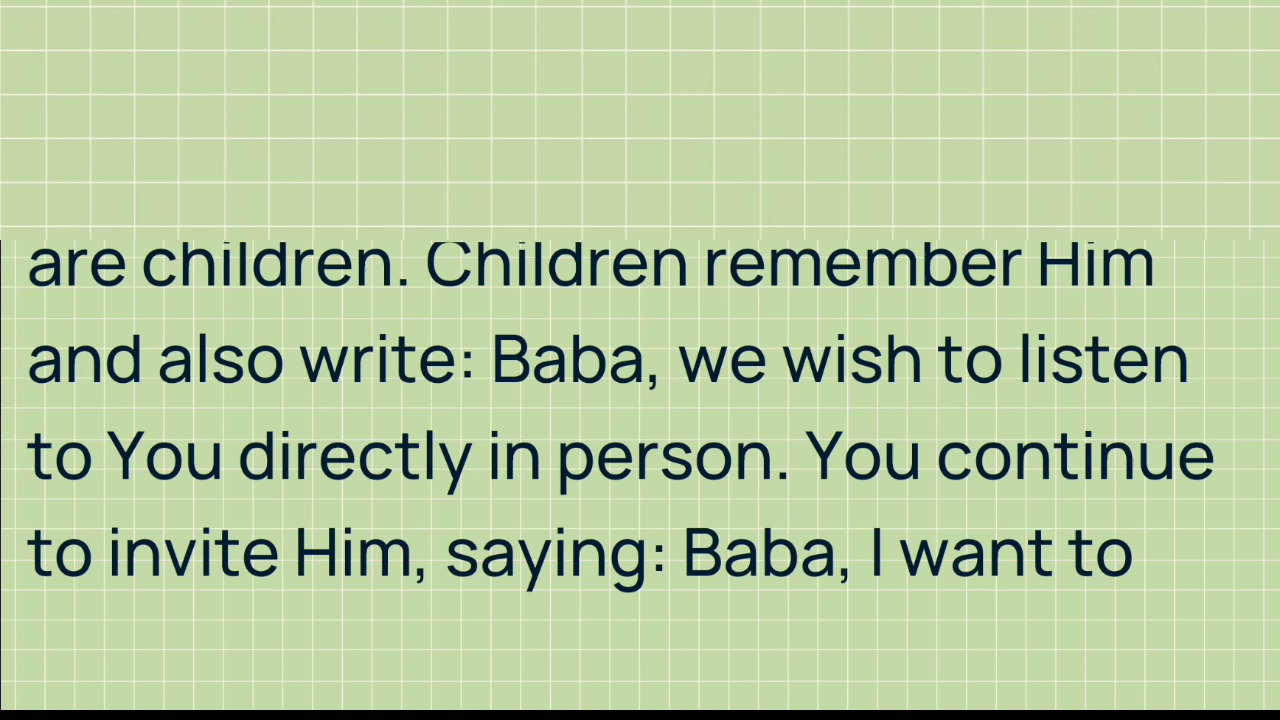 are children. Children remember Him
and also write: Baba, we wish to listen
to You directly in person. You continue
to invite Him, saying: Baba, I want to